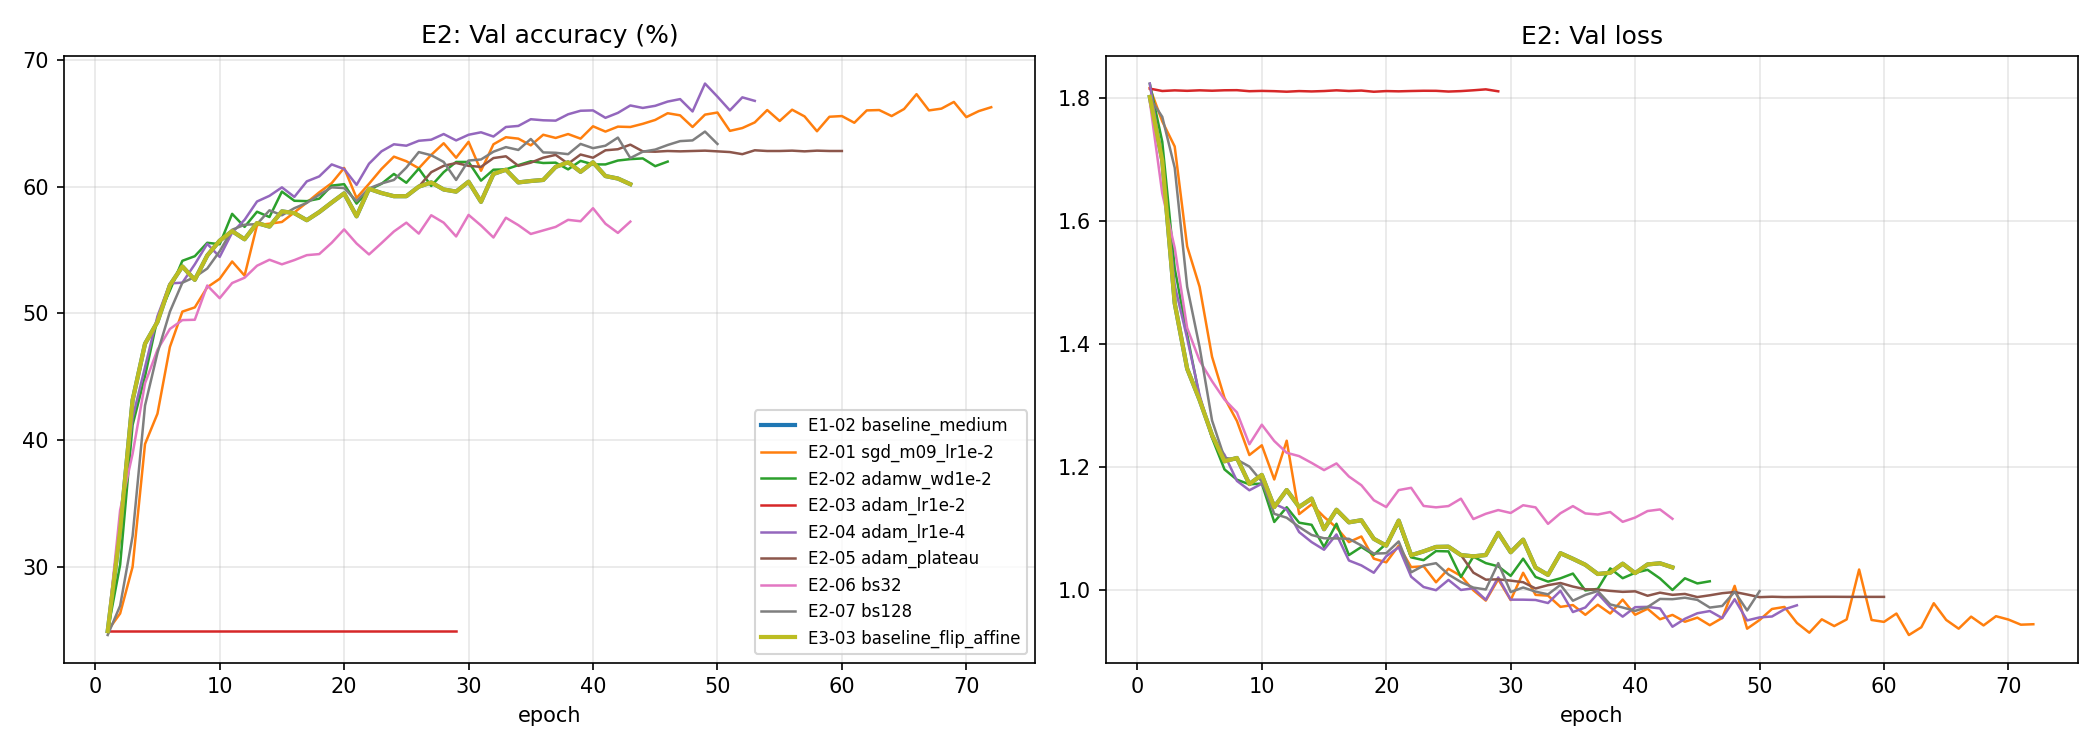 E2: Val accuracy (%)
70
60
50
40
30
0 10 20 30 40 50 60 70
epoch
E1-02 baseline_medium
E2-01 sgd_m09_lr1e-2
E2-02 adamw_wd1e-2
E2-03 adam_lr1e-2
E2-04 adam_lr1e-4
E2-05 adam_plateau
E2-06 bs32
E2-07 bs128
E3-03 baseline_flip_affine
E2: Val loss
1.8
1.6
1.4
1.2
1.0
0 10 20 30 40 50 60 70
epoch